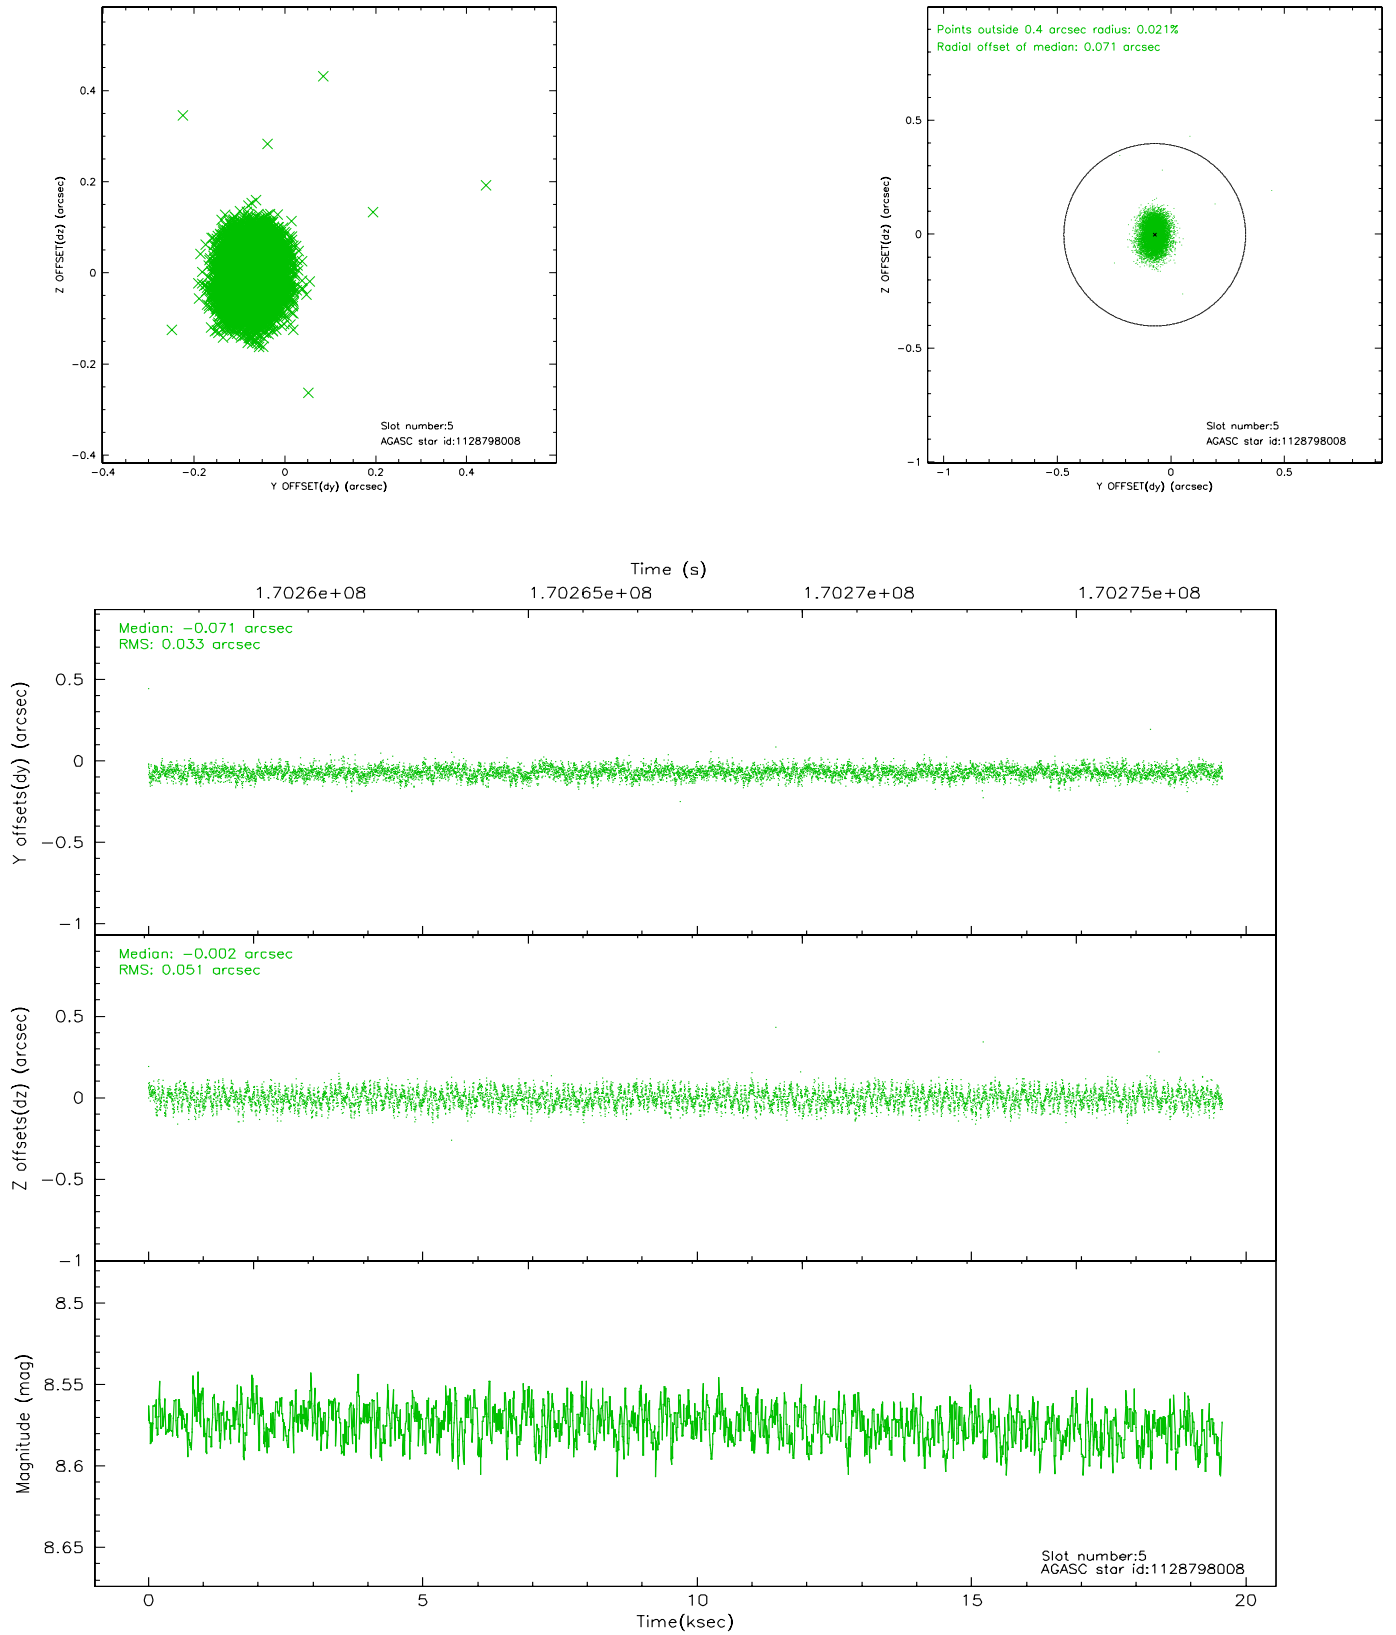 Points outside 0.4 arcsec radius: 0.021%
Radial offset of median: 0.071 arcsec
0.4
0.2
0
−0.2
−0.4
Z OFFSET(dz) (arcsec)
Slot number:5
AGASC star id:1128798008
−0.4
−0.2
0
0.2
0.4
Y OFFSET(dy) (arcsec)
0.5
0
−0.5
−1
Z OFFSET(dz) (arcsec)
Slot number:5
AGASC star id:1128798008
−1
−0.5
0
0.5
Y OFFSET(dy) (arcsec)
Time (s)
1.7026e+08
1.70265e+08
1.7027e+08
1.70275e+08
Median: −0.071 arcsec
RMS: 0.033 arcsec
0.5
0
−0.5
−1
Y offsets(dy) (arcsec)
Median: −0.002 arcsec
RMS: 0.051 arcsec
0.5
0
−0.5
−1
Z offsets(dz) (arcsec)
8.5
8.55
8.6
8.65
Magnitude (mag)
Slot number:5
AGASC star id:1128798008
0
5
10
15
20
Time(ksec)